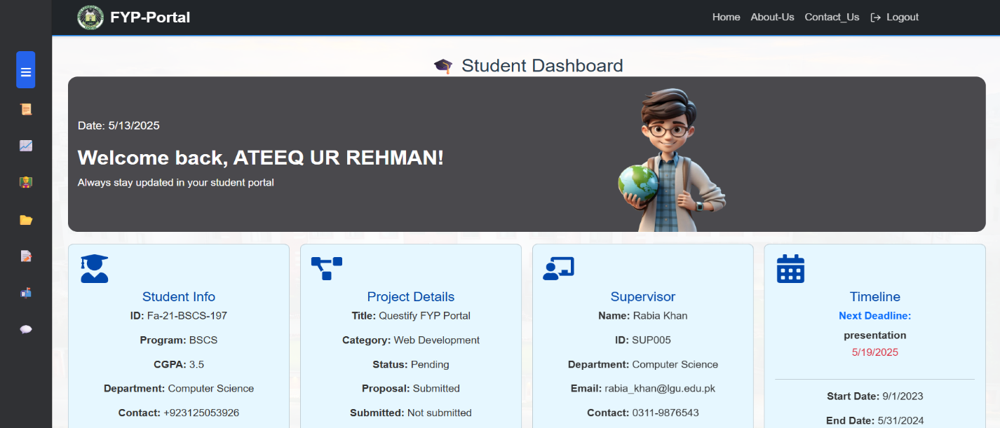 FYP-Portal
Home About-Us Contact_Us Logout
Student Dashboard
Date: 5/13/2025
Welcome back, ATEEQ UR REHMAN!
Always stay updated in your student portal
Student Info
ID: Fa-21-BSCS-197
Program: BSCS
CGPA: 3.5
Department: Computer Science
Contact: +923125053926
Project Details
Title: Questify FYP Portal
Category: Web Development
Status: Pending
Proposal: Submitted
Submitted: Not submitted
Supervisor
Name: Rabia Khan
ID: SUP005
Department: Computer Science
Email: rabia_khan@lgu.edu.pk
Contact: 0311-9876543
Timeline
Next Deadline:
presentation
5/19/2025
Start Date: 9/1/2023
End Date: 5/31/2024